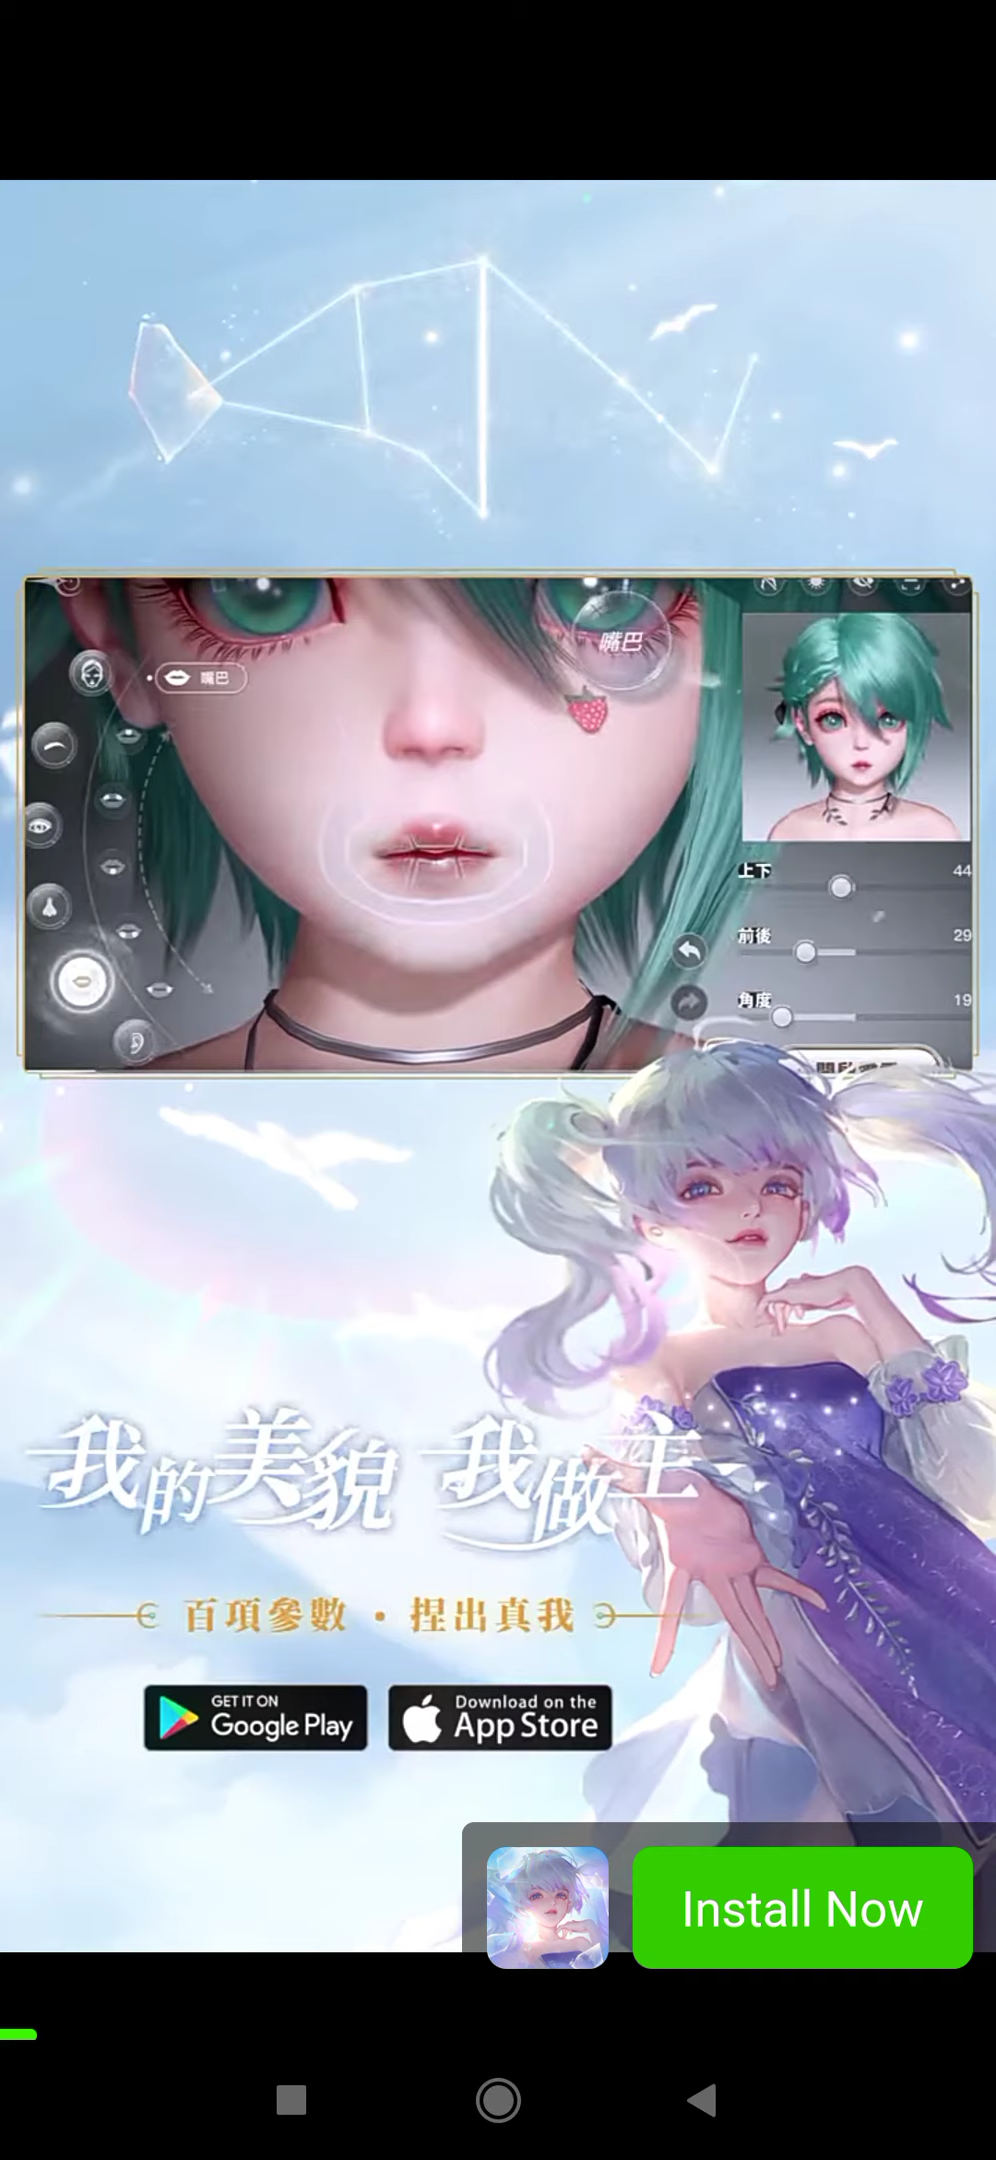 嘴巴
嘴巴
上下 44
前後 29
角度 19
我的美貌 我做主
百項參數 · 捏出真我
GET IT ON
Google Play
Download on the
App Store
Install Now